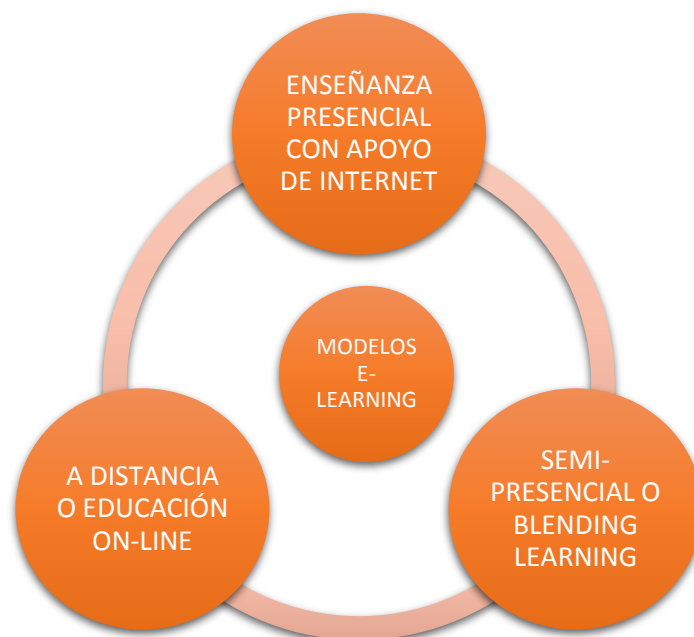 ENSEÑANZA
PRESENCIAL
CON APOYO
DE INTERNET
MODELOS
E-
LEARNING
A DISTANCIA
O EDUCACIÓN
ON-LINE
SEMI-
PRESENCIAL O
BLENDING
LEARNING